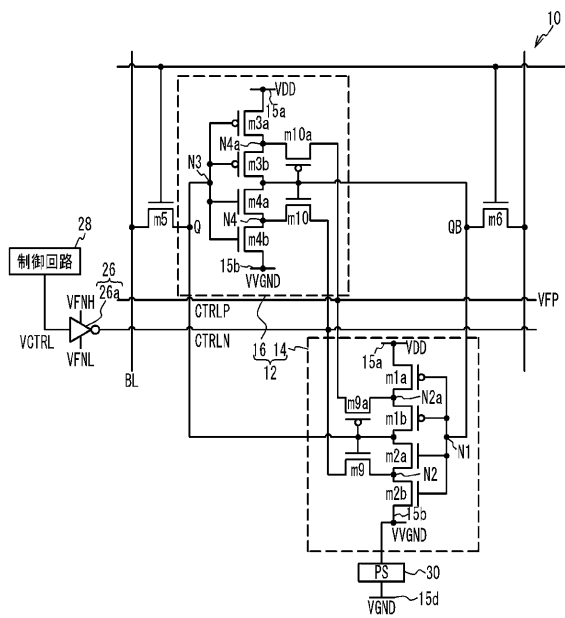 10
VDD
15a
m3a
N4a
m10a
N3
m3b
m4a
m5
Q
N4
m10
QB
m6
28
m4b
制御回路
26
15b
VVGND
26a
VFNH
CTRLP
VFP
VCTRL
CTRLN
VFNL
16 14
12
BL
15a
VDD
m1a
m9a
N2a
m1b
N1
m2a
m9
N2
m2b
15b
VVGND
PS
30
15d
VGND